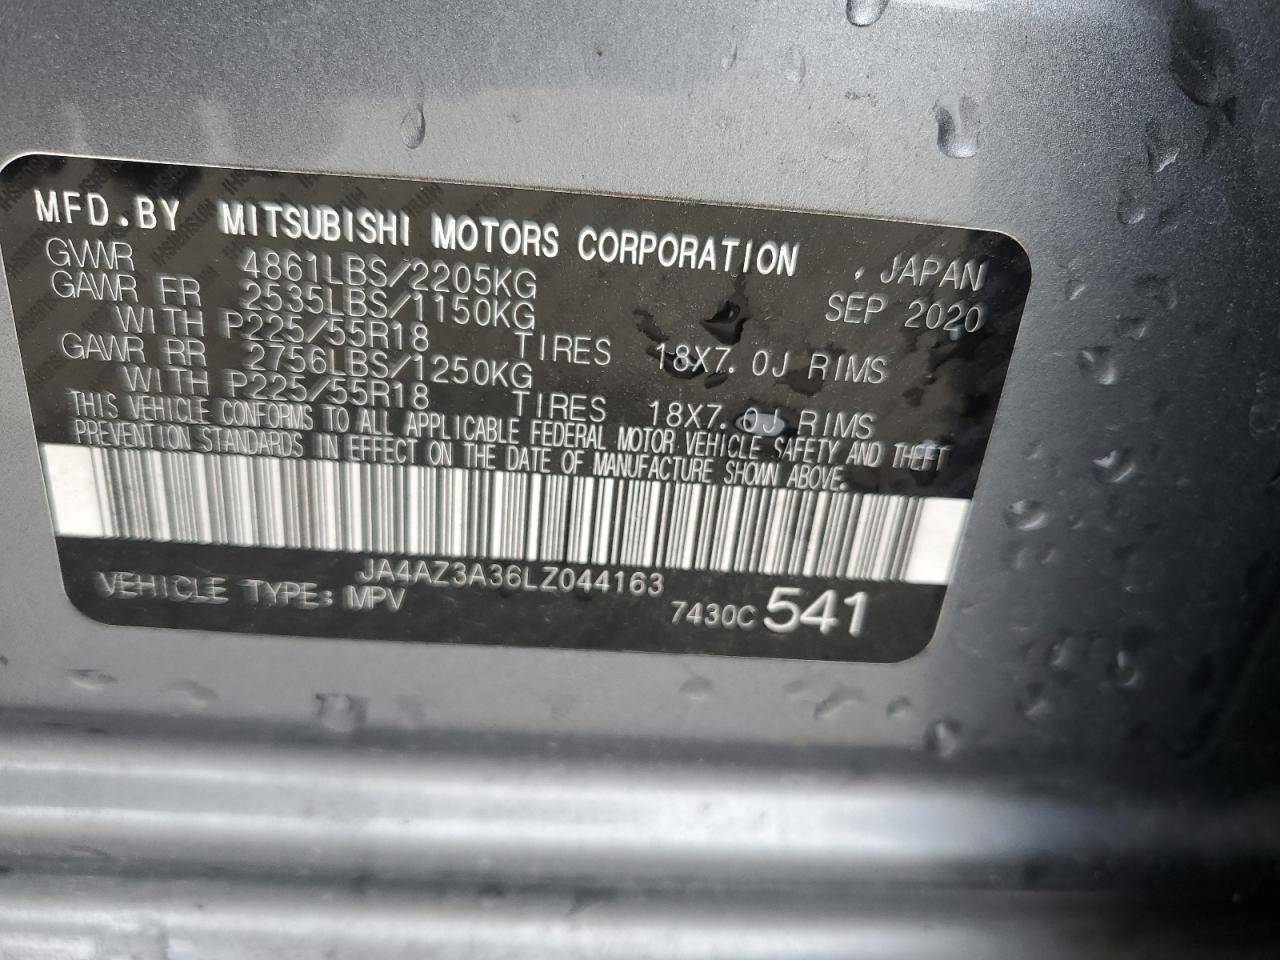 MFD.BY MITSUBISHI MOTORS CORPORATION , JAPAN
GVWR 4861LBS/2205KG SEP 2020
GAWR FR 2535LBS/1150KG
WITH P225/55R18 TIRES 18X7.0J RIMS
GAWR RR 2756LBS/1250KG
WITH P225/55R18 TIRES 18X7.0J RIMS
THIS VEHICLE CONFORMS TO ALL APPLICABLE FEDERAL MOTOR VEHICLE SAFETY AND THEFT
PREVENTION STANDARDS IN EFFECT ON THE DATE OF MANUFACTURE SHOWN ABOVE.
JA4AZ3A36LZ044163
VEHICLE TYPE: MPV 7430C 541